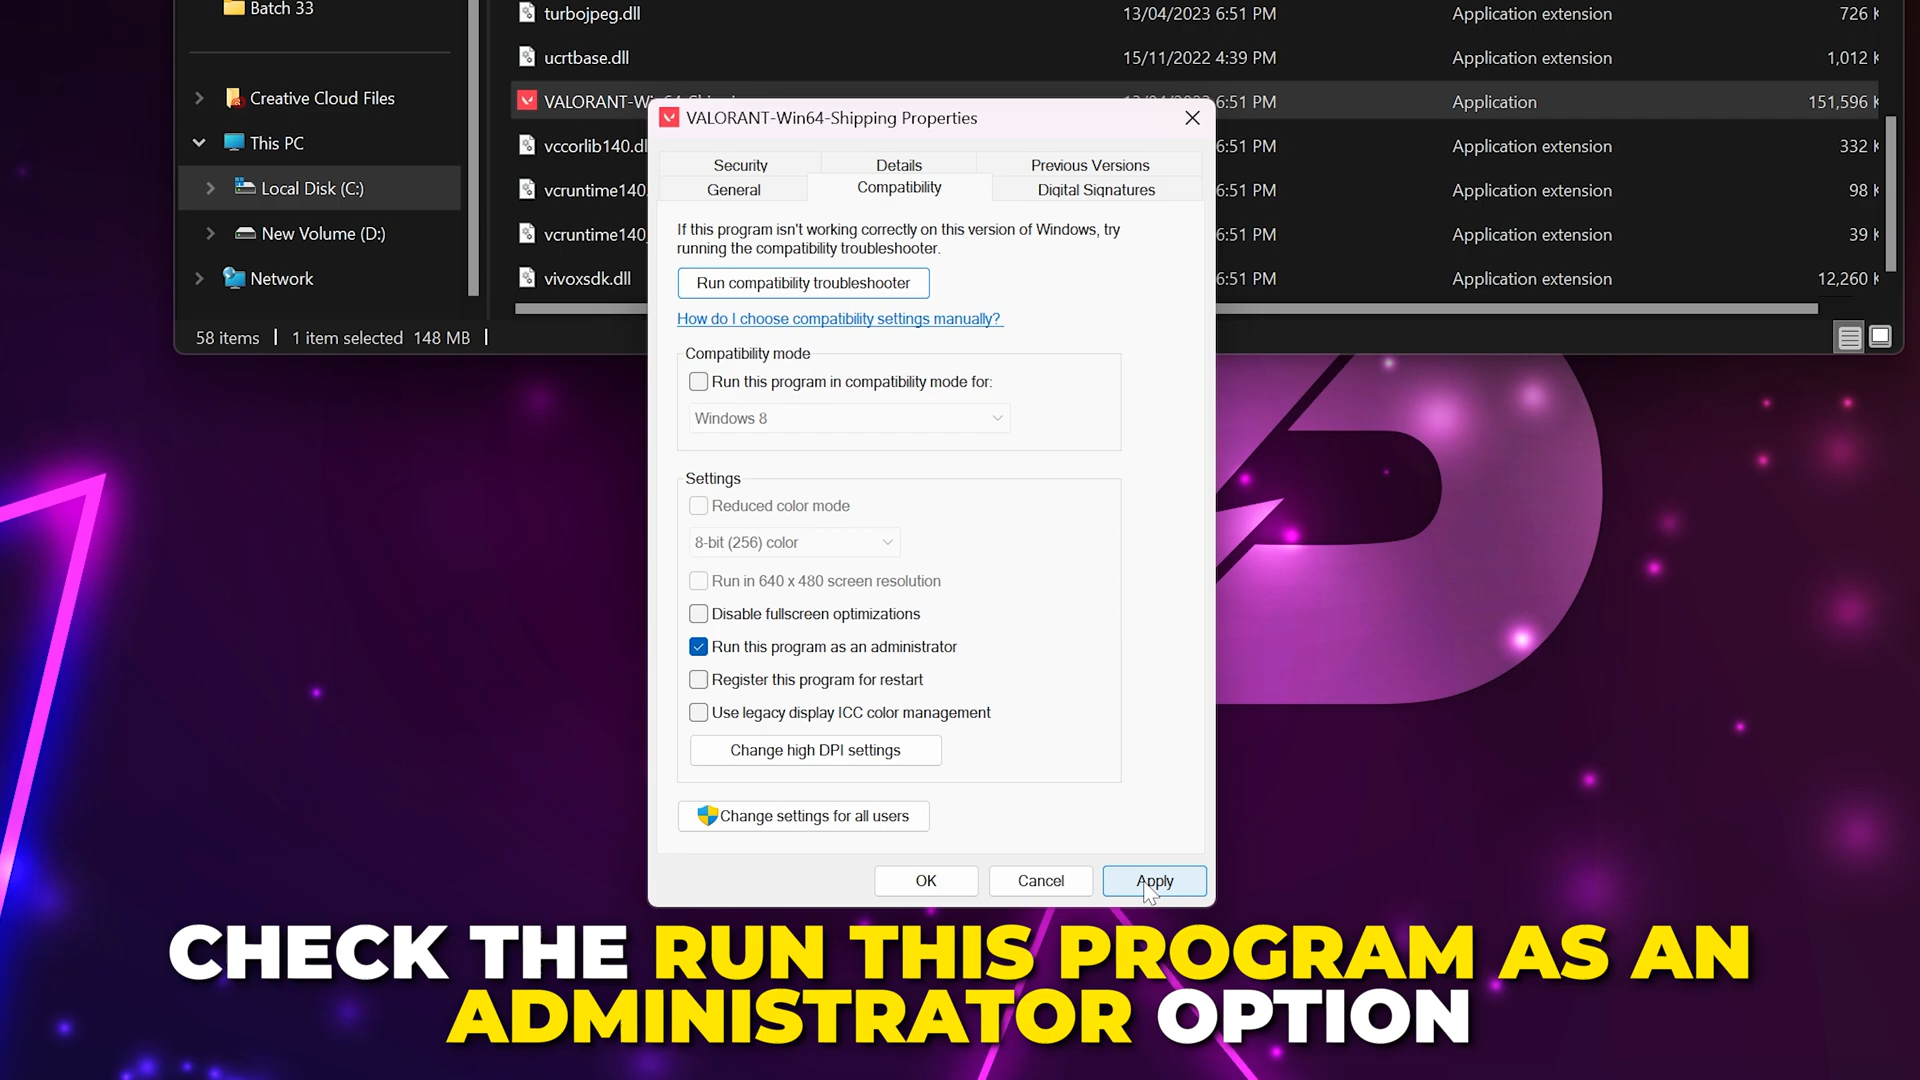 Batch 33
Creative Cloud Files
This PC
Local Disk (C:)
New Volume (D:)
Network
58 items
1 item selected 148 MB
turbojpeg.dll 13/04/2023 6:51 PM Application extension 726 K
ucrtbase.dll 15/11/2022 4:39 PM Application extension 1,012 K
VALORANT-Wi 6:51 PM Application 151,596 K
vccorlib140.dl 6:51 PM Application extension 332 K
vcruntime140. 6:51 PM Application extension 98 K
vcruntime140_ 6:51 PM Application extension 39 K
vivoxsdk.dll 6:51 PM Application extension 12,260 K
VALORANT-Win64-Shipping Properties
Security Details Previous Versions
General Compatibility Digital Signatures
If this program isn't working correctly on this version of Windows, try
running the compatibility troubleshooter.
Run compatibility troubleshooter
How do I choose compatibility settings manually?
Compatibility mode
Run this program in compatibility mode for:
Windows 8
Settings
Reduced color mode
8-bit (256) color
Run in 640 x 480 screen resolution
Disable fullscreen optimizations
Run this program as an administrator
Register this program for restart
Use legacy display ICC color management
Change high DPI settings
Change settings for all users
OK Cancel Apply
CHECK THE RUN THIS PROGRAM AS AN
ADMINISTRATOR OPTION